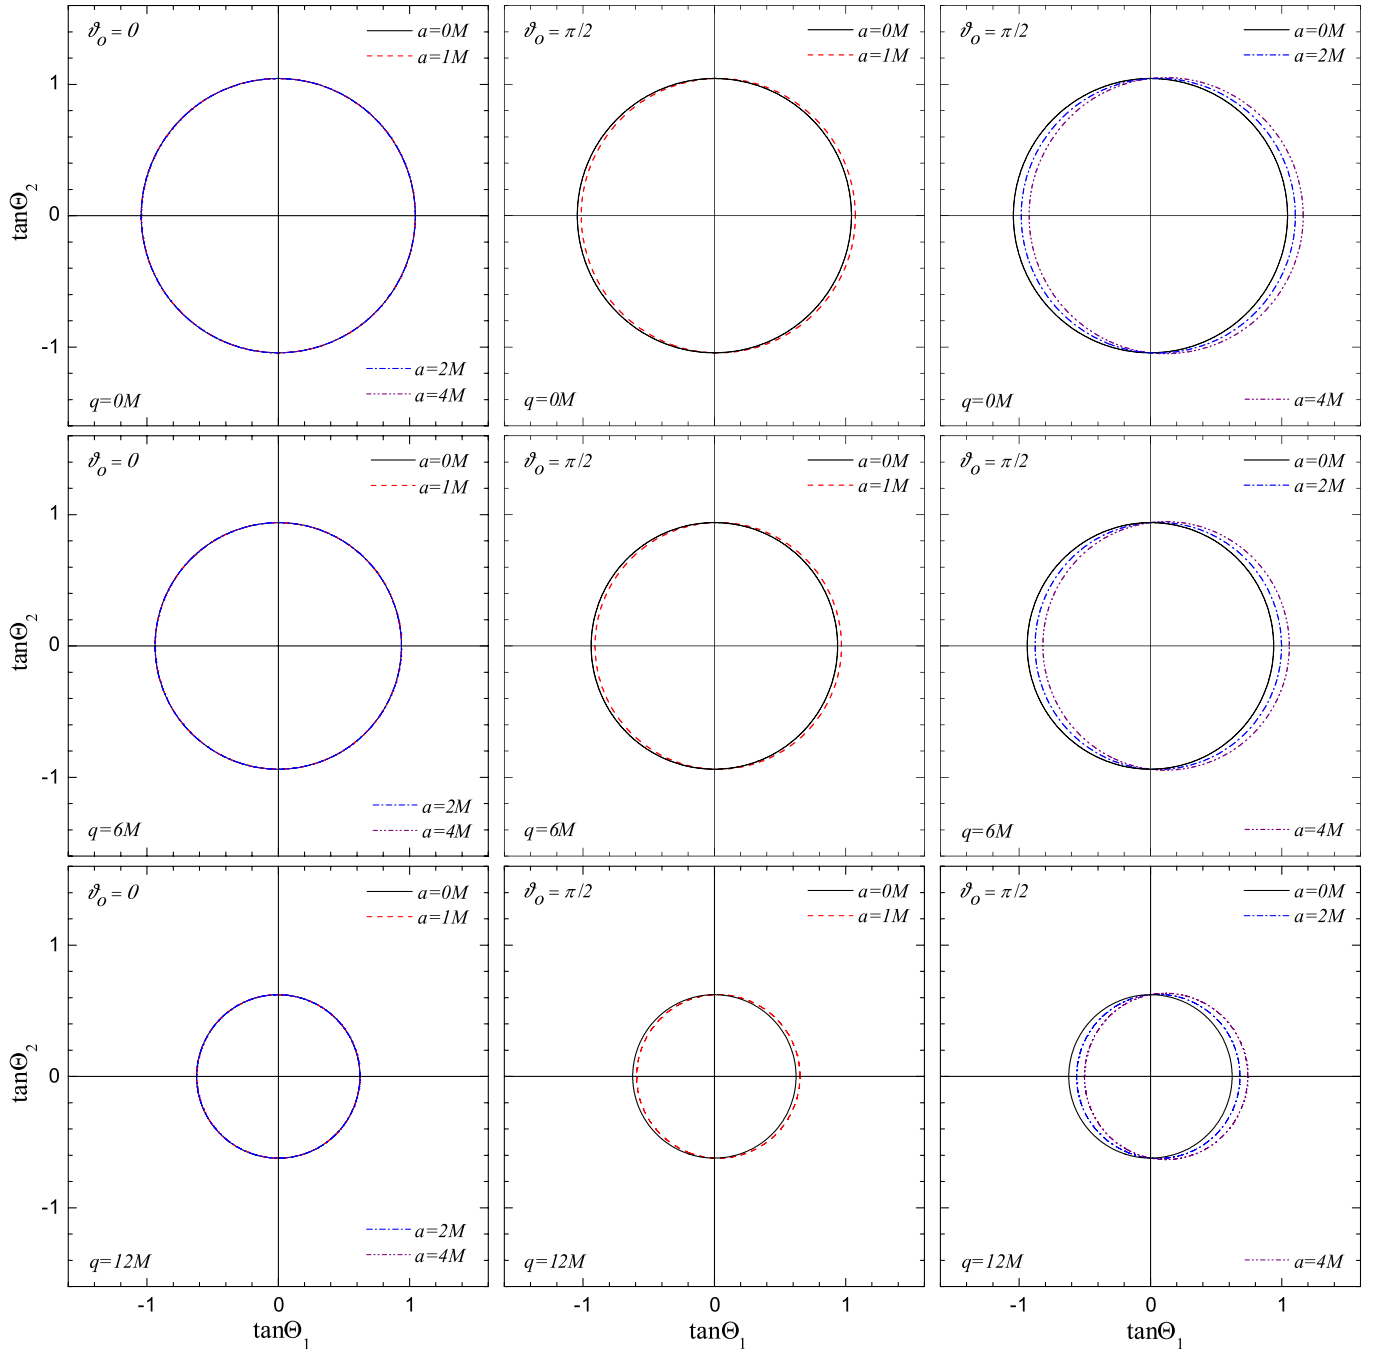 ϑo = 0
a=0M
a=1M
1
0
-1
tanΘ2
a=2M
a=4M
q=0M
ϑo = π/2
a=0M
a=1M
q=0M
ϑo = π/2
a=0M
a=2M
q=0M
a=4M
ϑo = 0
a=0M
a=1M
1
0
-1
tanΘ2
a=2M
a=4M
q=6M
ϑo = π/2
a=0M
a=1M
q=6M
ϑo = π/2
a=0M
a=2M
q=6M
a=4M
ϑo = 0
a=0M
a=1M
1
0
-1
tanΘ2
a=2M
a=4M
q=12M
ϑo = π/2
a=0M
a=1M
q=12M
ϑo = π/2
a=0M
a=2M
q=12M
a=4M
-1 0 1
-1 0 1
-1 0 1
tanΘ1
tanΘ1
tanΘ1